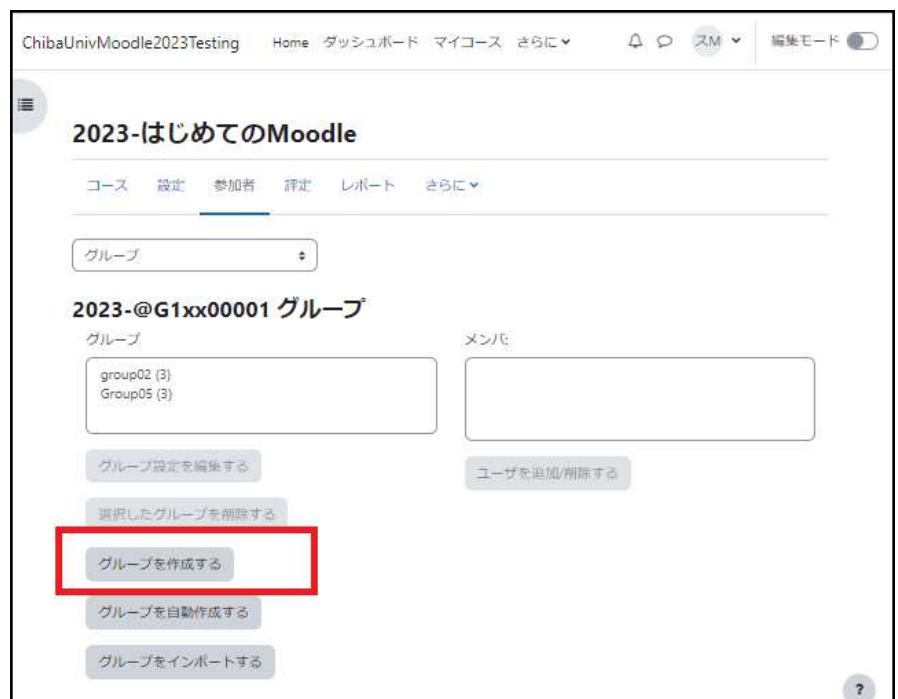 ChibaUnivMoodle2023Testing Home ダッシュボード マイコース さらに スM 編集モード
2023-はじめてのMoodle
コース 設定 参加者 評定 レポート さらに
グループ
2023-@G1xx00001 グループ
グループ メンバ:
group02 (3)
Group05 (3)
グループ設定を編集する
ユーザを追加/削除する
選択したグループを削除する
グループを作成する
グループを自動作成する
グループをインポートする
?